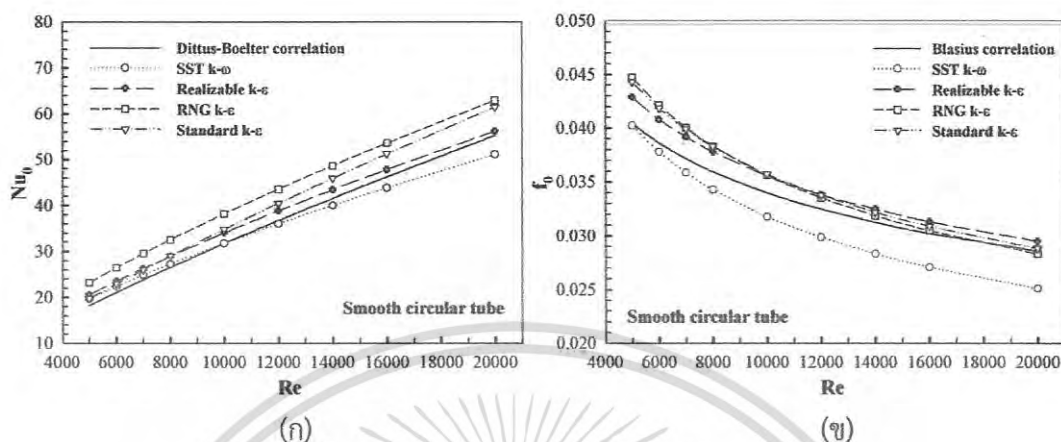 80
70
60
50
40
30
20
10
Nu₀
Dittus-Boelter correlation
SST k-ω
Realizable k-ε
RNG k-ε
Standard k-ε
Smooth circular tube
4000 6000 8000 10000 12000 14000 16000 18000 20000
Re
(ก)
0.050
0.045
0.040
0.035
0.030
0.025
0.020
f₀
Blasius correlation
SST k-ω
Realizable k-ε
RNG k-ε
Standard k-ε
Smooth circular tube
4000 6000 8000 10000 12000 14000 16000 18000 20000
Re
(ข)